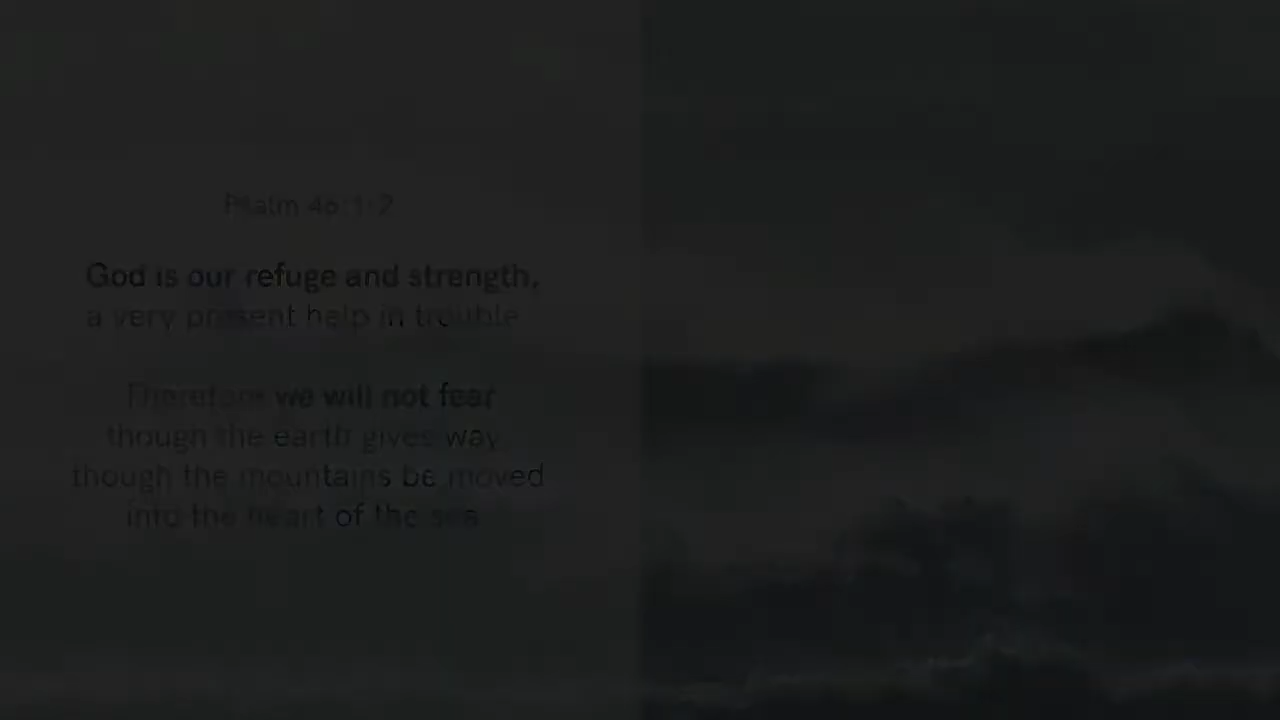 Psalm 46:1-2
God is our refuge and strength,
a very present help in trouble
Therefore we will not fear
though the earth gives way
though the mountains be moved
into the heart of the sea